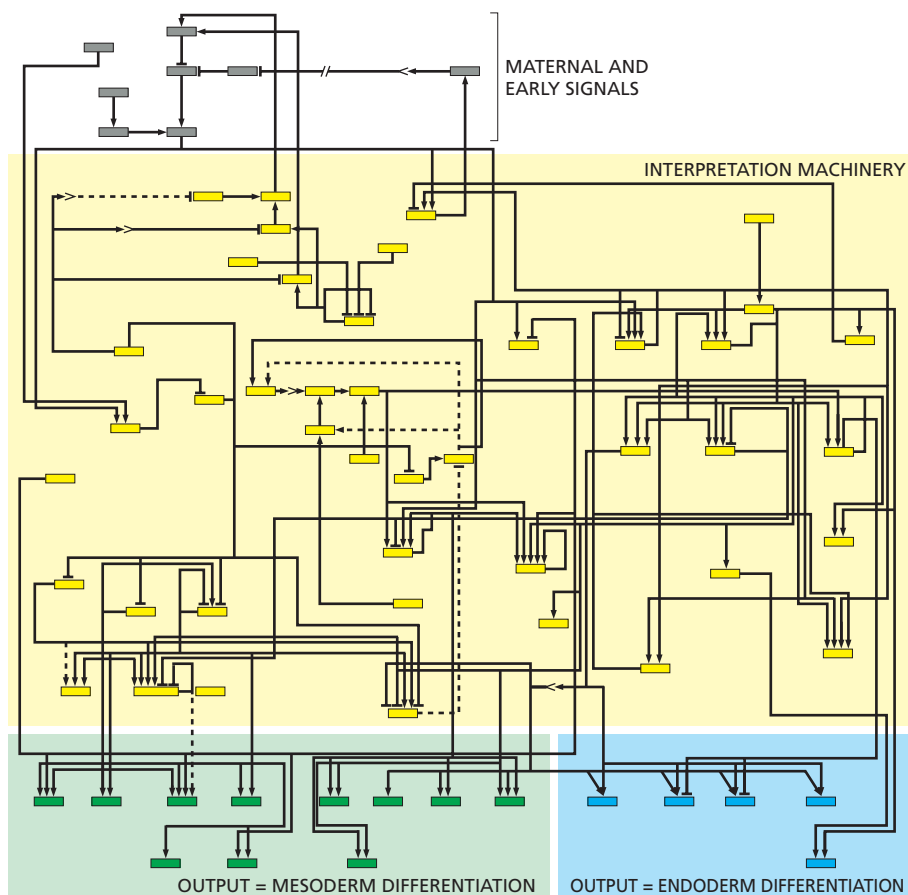 MATERNAL AND
EARLY SIGNALS
INTERPRETATION MACHINERY
OUTPUT = MESODERM DIFFERENTIATION
OUTPUT = ENDODERM DIFFERENTIATION